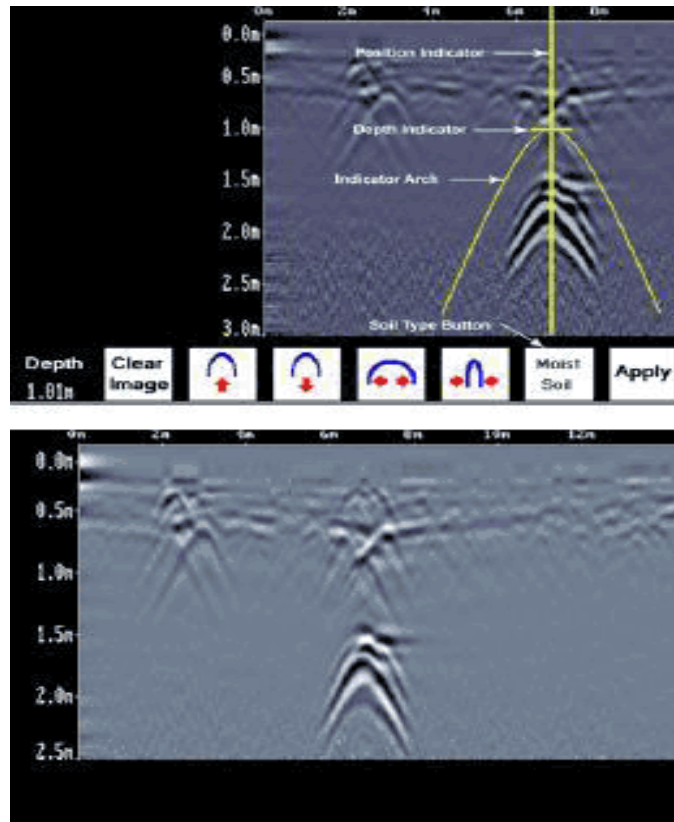 0m 2m 4m 6m 8m
0.0m
Position Indicator
0.5m
1.0m
Depth Indicator
Indicator Arch
1.5m
2.0m
2.5m
Soil Type Button
3.0m
Depth
1.01m
Clear
Image
Moist
Soil
Apply
0m 2m 4m 6m 8m 10m 12m
0.0m
0.5m
1.0m
1.5m
2.0m
2.5m